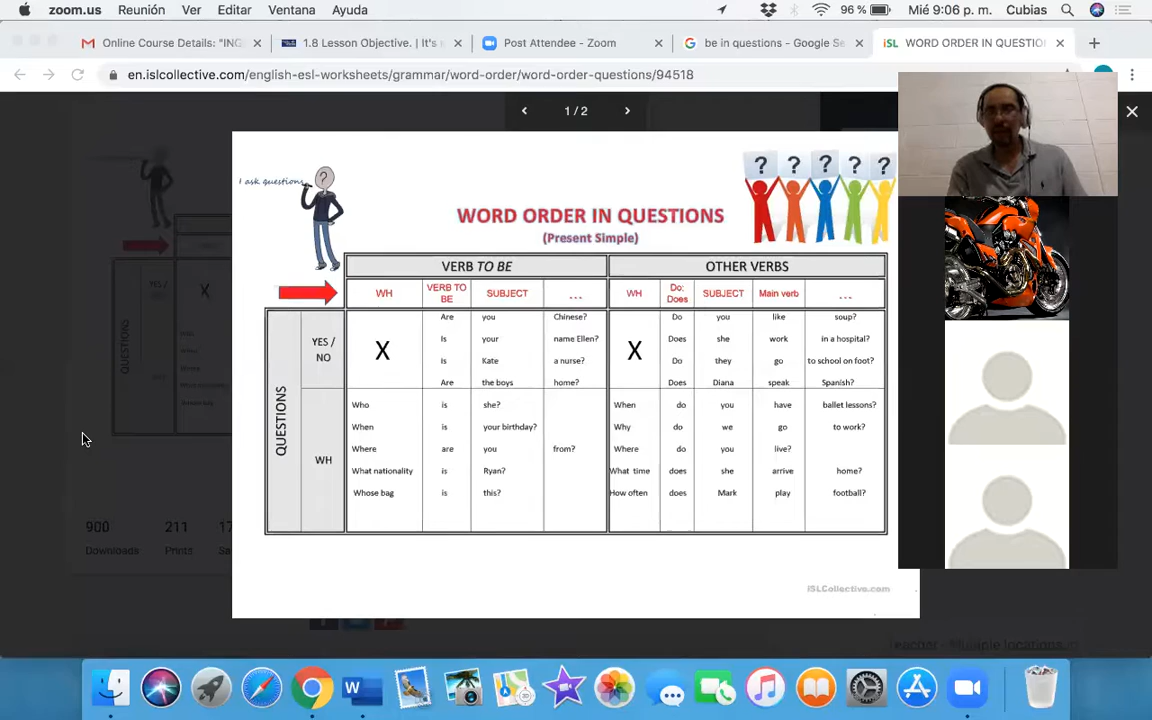 zoom.us Reunión Ver Editar Ventana Ayuda 96 % Mié 9:06 p. m. Cubias
Online Course Details: "ING 1.8 Lesson Objective. | It's i Post Attendee - Zoom be in questions - Google Se iSL WORD ORDER IN QUESTIO
en.islcollective.com/english-esl-worksheets/grammar/word-order/word-order-questions/94518
1 / 2
I ask questions
? ? ? ? ? ?
WORD ORDER IN QUESTIONS
(Present Simple)
VERB TO BE OTHER VERBS
WH VERB TO BE SUBJECT ... WH Do: Does SUBJECT Main verb ...
QUESTIONS
YES / NO
X X
Are you Chinese? Do you like soup?
Is your name Ellen? Does she work in a hospital?
Is Kate a nurse? Do they go to school on foot?
Are the boys home? Does Diana speak Spanish?
WH
Who is she? When do you have ballet lessons?
When is your birthday? Why do we go to work?
Where are you from? Where do you live?
What nationality is Ryan? What time does she arrive home?
Whose bag is this? How often does Mark play football?
iSLCollective.com
900 211 17
Downloads Prints Sa
Teacher - Multiple locations
W